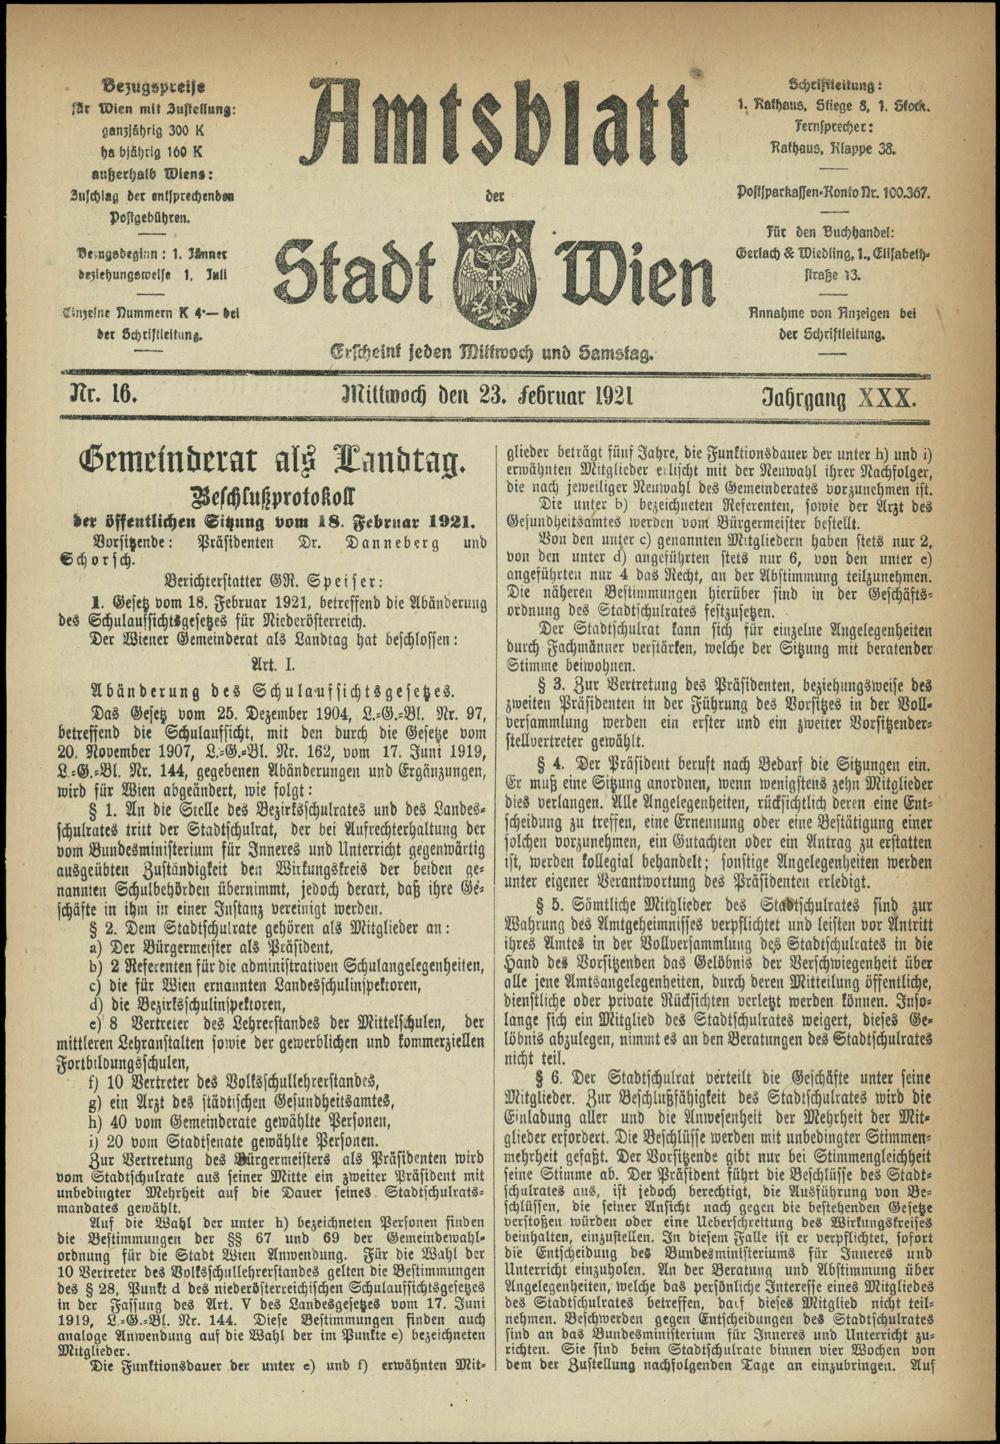 Bezugspreise
für Wien mit Zustellung:
ganzjährig 300 K
ha bjährig 160 K
außerhalb Wiens:
Zuschlag der entsprechenden
Postgebühren.
Bezugsbeginn: 1. Jänner
beziehungsweise 1. Juli
Einzelne Nummern K 4·— bei
der Schriftleitung.
Amtsblatt
der
Stadt Wien
Erscheint jeden Mittwoch und Samstag.
Schriftleitung:
1. Rathaus, Stiege 8, 1. Stock.
Fernsprecher:
Rathaus, Klappe 38.
Postsparkassen-Konto Nr. 100.367.
Für den Buchhandel:
Gerlach & Wiedling, 1., Elisabeth-
straße 13.
Annahme von Anzeigen bei
der Schriftleitung.
Nr. 16. Mittwoch den 23. Februar 1921 Jahrgang XXX.
Gemeinderat als Landtag.
Beschlußprotokoll
der öffentlichen Sitzung vom 18. Februar 1921.
Vorsitzende: Präsidenten Dr. Danneberg und
Schorsch.
Berichterstatter GR. Speiser:
1. Gesetz vom 18. Februar 1921, betreffend die Abänderung
des Schulaufsichtsgesetzes für Niederösterreich.
Der Wiener Gemeinderat als Landtag hat beschlossen:
Art. I.
Abänderung des Schulaufsichtsgesetzes.
Das Gesetz vom 25. Dezember 1904, L.-G.-Bl. Nr. 97,
betreffend die Schulaufsicht, mit den durch die Gesetze vom
20. November 1907, L.-G.-Bl. Nr. 162, vom 17. Juni 1919,
L.-G.-Bl. Nr. 144, gegebenen Abänderungen und Ergänzungen,
wird für Wien abgeändert, wie folgt:
§ 1. An die Stelle des Bezirksschulrates und des Landes-
schulrates tritt der Stadtschulrat, der bei Aufrechterhaltung der
vom Bundesministerium für Inneres und Unterricht gegenwärtig
ausgeübten Zuständigkeit den Wirkungskreis der beiden ge-
nannten Schulbehörden übernimmt, jedoch derart, daß ihre Ge-
schäfte in ihm in einer Instanz vereinigt werden.
§ 2. Dem Stadtschulrate gehören als Mitglieder an:
a) Der Bürgermeister als Präsident,
b) 2 Referenten für die administrativen Schulangelegenheiten,
c) die für Wien ernannten Landesschulinspektoren,
d) die Bezirksschulinspektoren,
e) 8 Vertreter des Lehrerstandes der Mittelschulen, der
mittleren Lehranstalten sowie der gewerblichen und kommerziellen
Fortbildungsschulen,
f) 10 Vertreter des Volksschullehrerstandes,
g) ein Arzt des städtischen Gesundheitsamtes,
h) 40 vom Gemeinderate gewählte Personen,
i) 20 vom Stadtsenate gewählte Personen.
Zur Vertretung des Bürgermeisters als Präsidenten wird
vom Stadtschulrate aus seiner Mitte ein zweiter Präsident mit
unbedingter Mehrheit auf die Dauer seines Stadtschulrats-
mandates gewählt.
Auf die Wahl der unter h) bezeichneten Personen finden
die Bestimmungen der §§ 67 und 69 der Gemeindewahl-
ordnung für die Stadt Wien Anwendung. Für die Wahl der
10 Vertreter des Volksschullehrerstandes gelten die Bestimmungen
des § 28, Punkt d des niederösterreichischen Schulaufsichtsgesetzes
in der Fassung des Art. V des Landesgesetzes vom 17. Juni
1919, L.-G.-Bl. Nr. 144. Diese Bestimmungen finden auch
analoge Anwendung auf die Wahl der im Punkte e) bezeichneten
Mitglieder.
Die Funktionsdauer der unter e) und f) erwähnten Mit-
glieder beträgt fünf Jahre, die Funktionsdauer der unter h) und i)
erwähnten Mitglieder erlischt mit der Neuwahl ihrer Nachfolger,
die nach jeweiliger Neuwahl des Gemeinderates vorzunehmen ist.
Die unter b) bezeichneten Referenten, sowie der Arzt des
Gesundheitsamtes werden vom Bürgermeister bestellt.
Von den unter c) genannten Mitgliedern haben stets nur 2,
von den unter d) angeführten stets nur 6, von den unter e)
angeführten nur 4 das Recht, an der Abstimmung teilzunehmen.
Die näheren Bestimmungen hierüber sind in der Geschäfts-
ordnung des Stadtschulrates festzusetzen.
Der Stadtschulrat kann sich für einzelne Angelegenheiten
durch Fachmänner verstärken, welche der Sitzung mit beratender
Stimme beiwohnen.
§ 3. Zur Vertretung des Präsidenten, beziehungsweise des
zweiten Präsidenten in der Führung des Vorsitzes in der Voll-
versammlung werden ein erster und ein zweiter Vorsitzender-
stellvertreter gewählt.
§ 4. Der Präsident beruft nach Bedarf die Sitzungen ein.
Er muß eine Sitzung anordnen, wenn wenigstens zehn Mitglieder
dies verlangen. Alle Angelegenheiten, rücksichtlich deren eine Ent-
scheidung zu treffen, eine Ernennung oder eine Bestätigung einer
solchen vorzunehmen, ein Gutachten oder ein Antrag zu erstatten
ist, werden kollegial behandelt; sonstige Angelegenheiten werden
unter eigener Verantwortung des Präsidenten erledigt.
§ 5. Sömtliche Mitglieder des Stadtschulrates sind zur
Wahrung des Amtgeheimnisses verpflichtet und leisten vor Antritt
ihres Amtes in der Vollversammlung des Stadtschulrates in die
Hand des Vorsitzenden das Gelöbnis der Verschwiegenheit über
alle jene Amtsangelegenheiten, durch deren Mitteilung öffentliche,
dienstliche oder private Rücksichten verletzt werden können. Inso-
lange sich ein Mitglied des Stadtschulrates weigert, dieses Ge-
löbnis abzulegen, nimmt es an den Beratungen des Stadtschulrates
nicht teil.
§ 6. Der Stadtschulrat verteilt die Geschäfte unter seine
Mitglieder. Zur Beschlußfähigkeit des Stadtschulrates wird die
Einladung aller und die Anwesenheit der Mehrheit der Mit-
glieder erfordert. Die Beschlüsse werden mit unbedingter Stimmen-
mehrheit gefaßt. Der Vorsitzende gibt nur bei Stimmengleichheit
seine Stimme ab. Der Präsident führt die Beschlüsse des Stadt-
schulrates aus, ist jedoch berechtigt, die Ausführung von Be-
schlüssen, die seiner Ansicht nach gegen die bestehenden Gesetze
verstoßen würden oder eine Ueberschreitung des Wirkungskreises
beinhalten, einzustellen. In diesem Falle ist er verpflichtet, sofort
die Entscheidung des Bundesministeriums für Inneres und
Unterricht einzuholen. An der Beratung und Abstimmung über
Angelegenheiten, welche das persönliche Interesse eines Mitgliedes
des Stadtschulrates betreffen, darf dieses Mitglied nicht teil-
nehmen. Beschwerden gegen Entscheidungen des Stadtschulrates
sind an das Bundesministerium für Inneres und Unterricht zu-
richten. Sie sind beim Stadtschulrate binnen vier Wochen von
dem der Zustellung nachfolgenden Tage an einzubringen. Auf